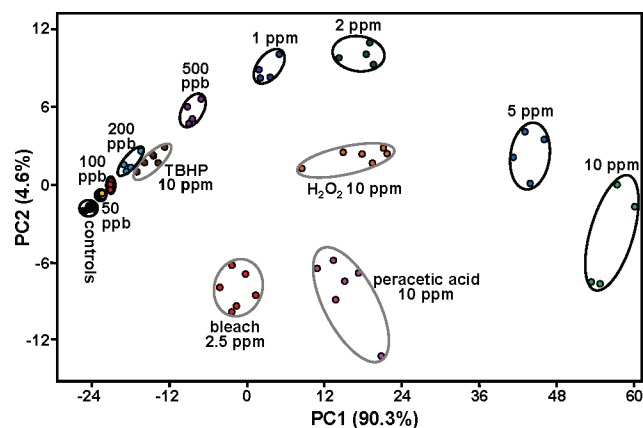 12
6
0
-6
-12
PC2 (4.6%)
1 ppm
2 ppm
500
ppb
200
ppb
100
ppb
50
ppb
controls
TBHP
10 ppm
H₂O₂ 10 ppm
5 ppm
10 ppm
bleach
2.5 ppm
peracetic acid
10 ppm
-24
-12
0
12
24
36
48
60
PC1 (90.3%)